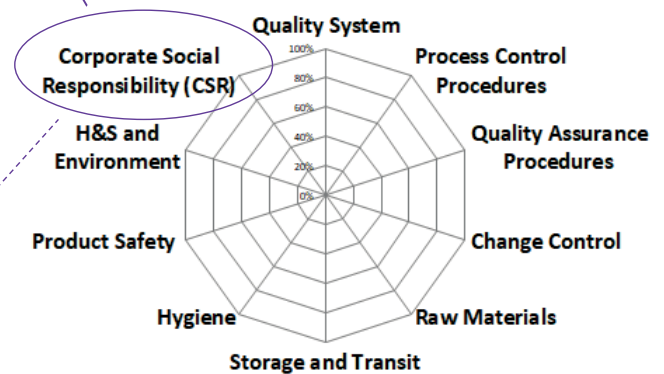 Quality System
100%
Corporate Social
Responsibility (CSR)
Process Control
Procedures
80%
60%
H&S and
Environment
Quality Assurance
Procedures
40%
20%
0%
Product Safety
Change Control
Hygiene
Raw Materials
Storage and Transit